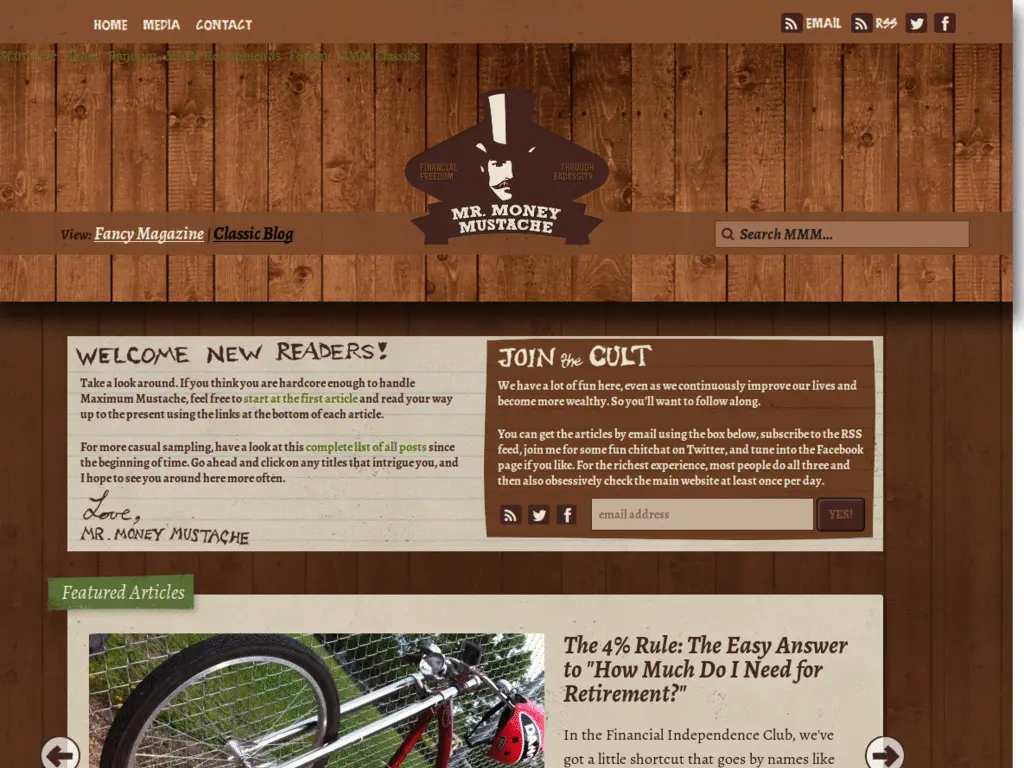 HOME MEDIA CONTACT
EMAIL RSS
FINANCIAL FREEDOM
THROUGH BADASSITY
MR. MONEY
MUSTACHE
View: Fancy Magazine | Classic Blog
Search MMM...
WELCOME NEW READERS!
Take a look around. If you think you are hardcore enough to handle
Maximum Mustache, feel free to start at the first article and read your way
up to the present using the links at the bottom of each article.
For more casual sampling, have a look at this complete list of all posts since
the beginning of time. Go ahead and click on any titles that intrigue you, and
I hope to see you around here more often.
Love,
MR. MONEY MUSTACHE
JOIN the CULT
We have a lot of fun here, even as we continuously improve our lives and
become more wealthy. So you'll want to follow along.
You can get the articles by email using the box below, subscribe to the RSS
feed, join me for some fun chitchat on Twitter, and tune into the Facebook
page if you like. For the richest experience, most people do all three and
then also obsessively check the main website at least once per day.
email address
YES!
Featured Articles
The 4% Rule: The Easy Answer
to "How Much Do I Need for
Retirement?"
In the Financial Independence Club, we've
got a little shortcut that goes by names like